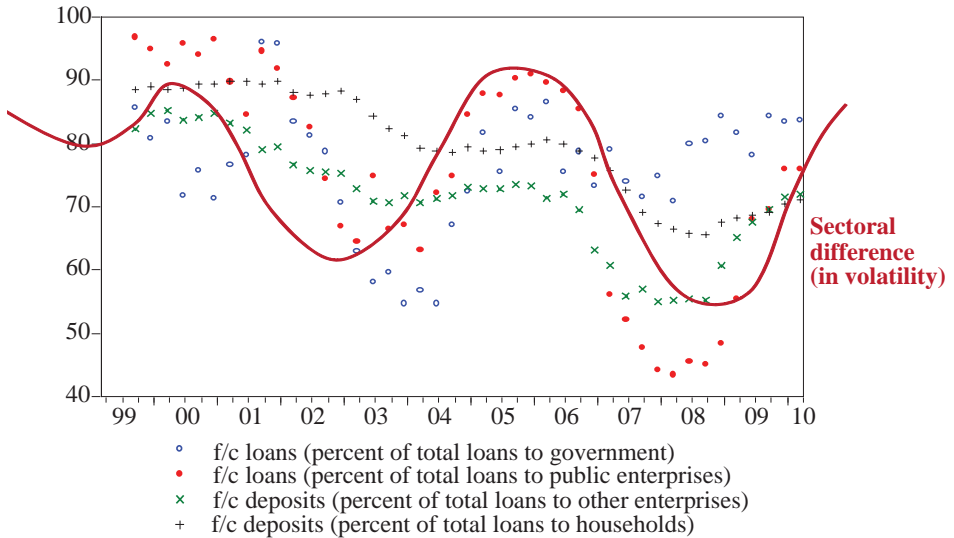 100
90
80
70
60
50
40
99 00 01 02 03 04 05 06 07 08 09 10
Sectoral
difference
(in volatility)
f/c loans (percent of total loans to government)
f/c loans (percent of total loans to public enterprises)
f/c deposits (percent of total loans to other enterprises)
f/c deposits (percent of total loans to households)